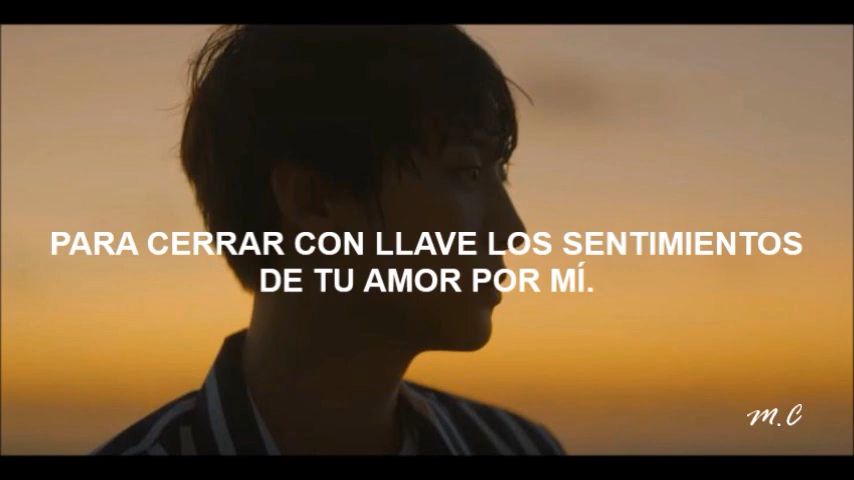 PARA CERRAR CON LLAVE LOS SENTIMIENTOS
DE TU AMOR POR MÍ.
M.C